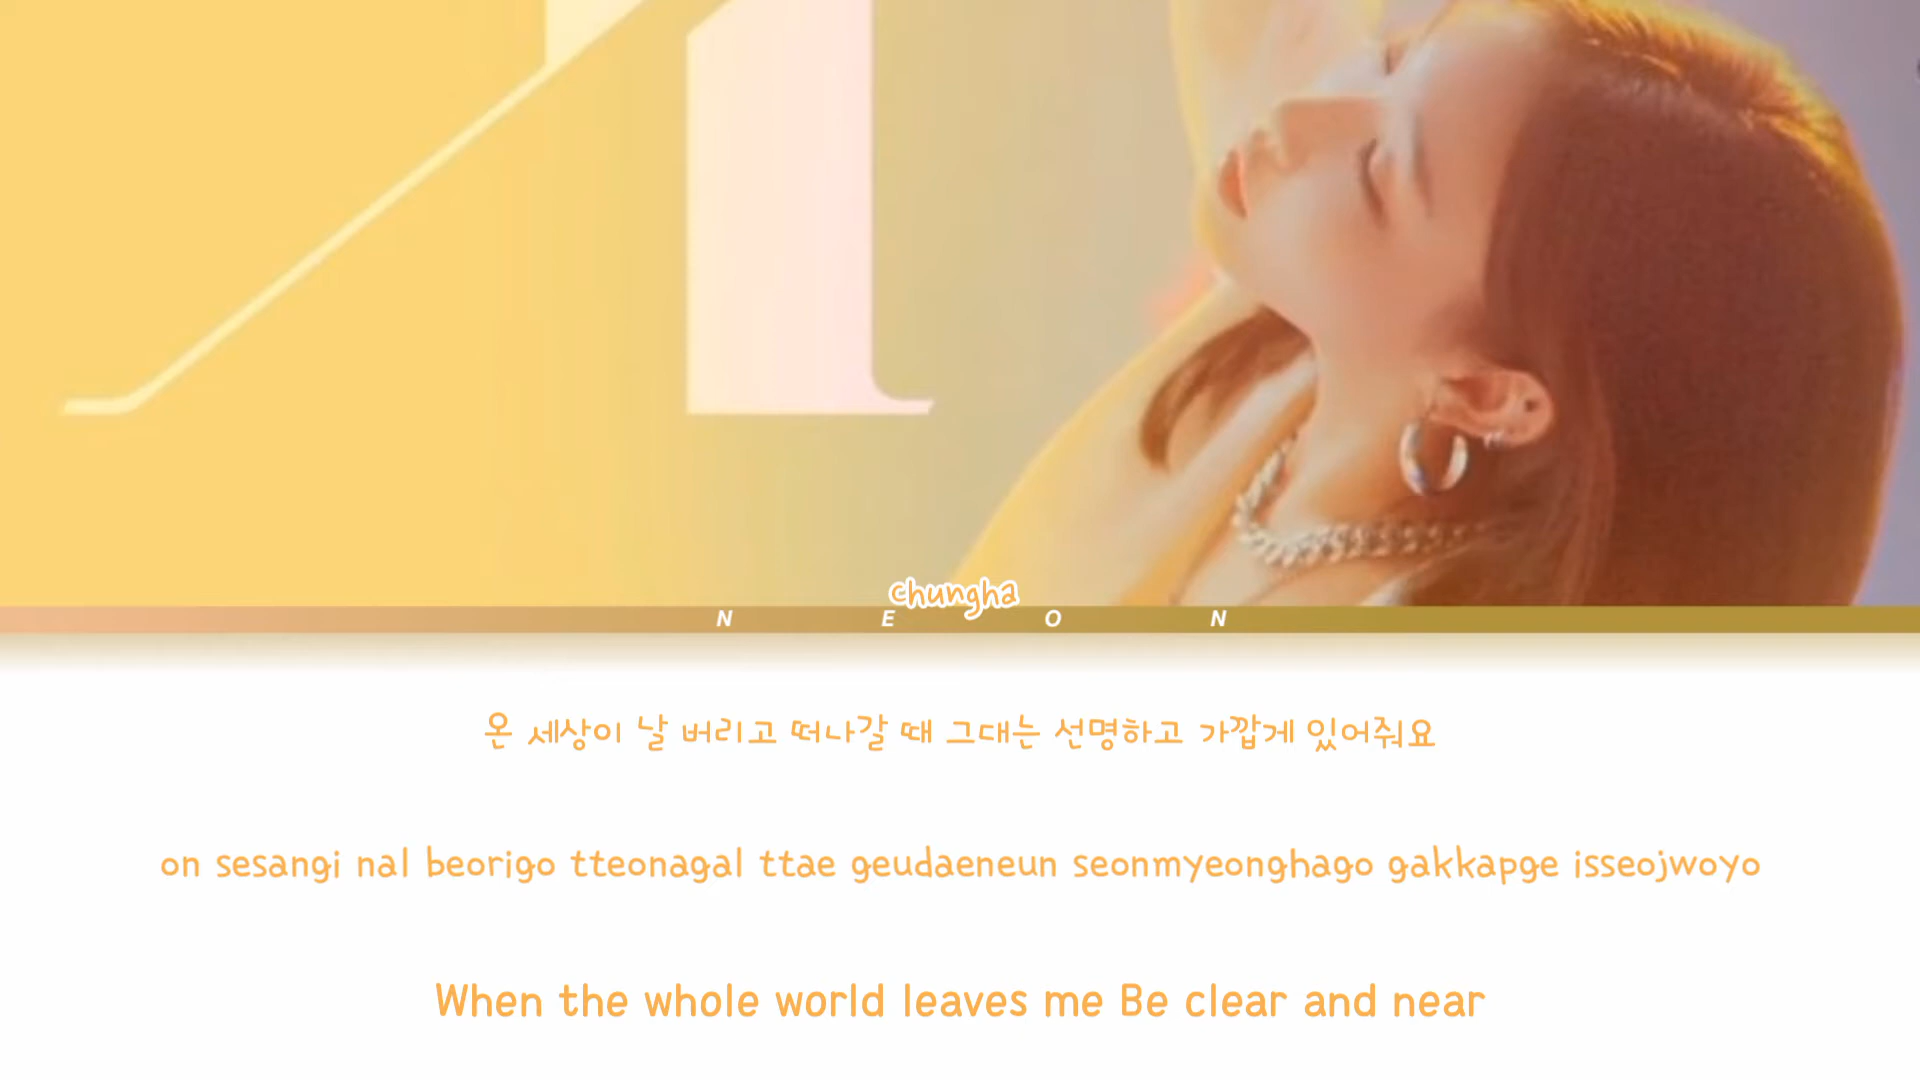 chungha
N E O N
온 세상이 날 버리고 떠나갈 때 그대는 선명하고 가깝게 있어줘요
on sesangi nal beorigo tteonagal ttae geudaeneun seonmyeonghago gakkapge isseojwoyo
When the whole world leaves me Be clear and near